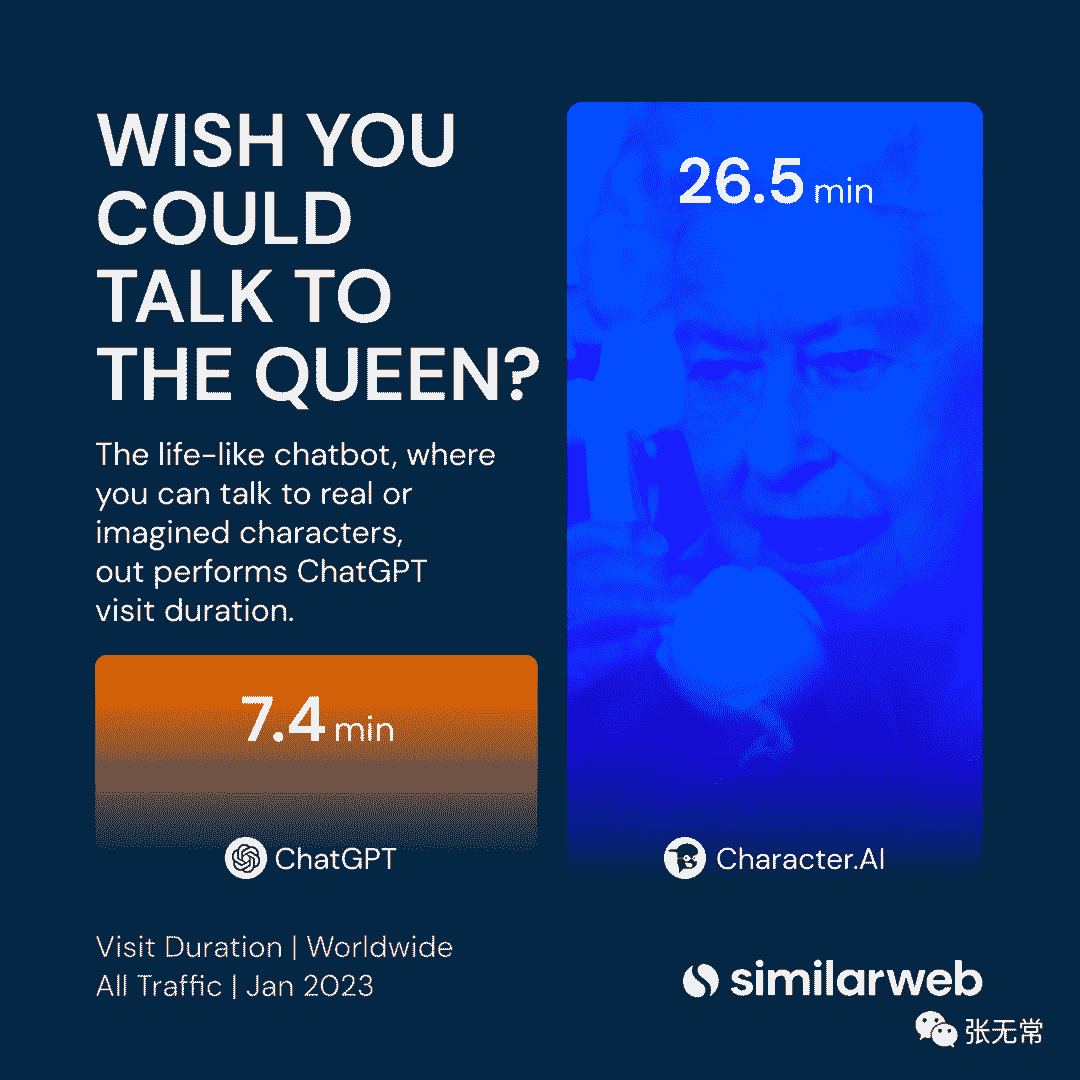 WISH YOU
COULD
TALK TO
THE QUEEN?
The life-like chatbot, where
you can talk to real or
imagined characters,
out performs ChatGPT
visit duration.
7.4 min
ChatGPT
26.5 min
Character.AI
Visit Duration | Worldwide
All Traffic | Jan 2023
similarweb
张无常